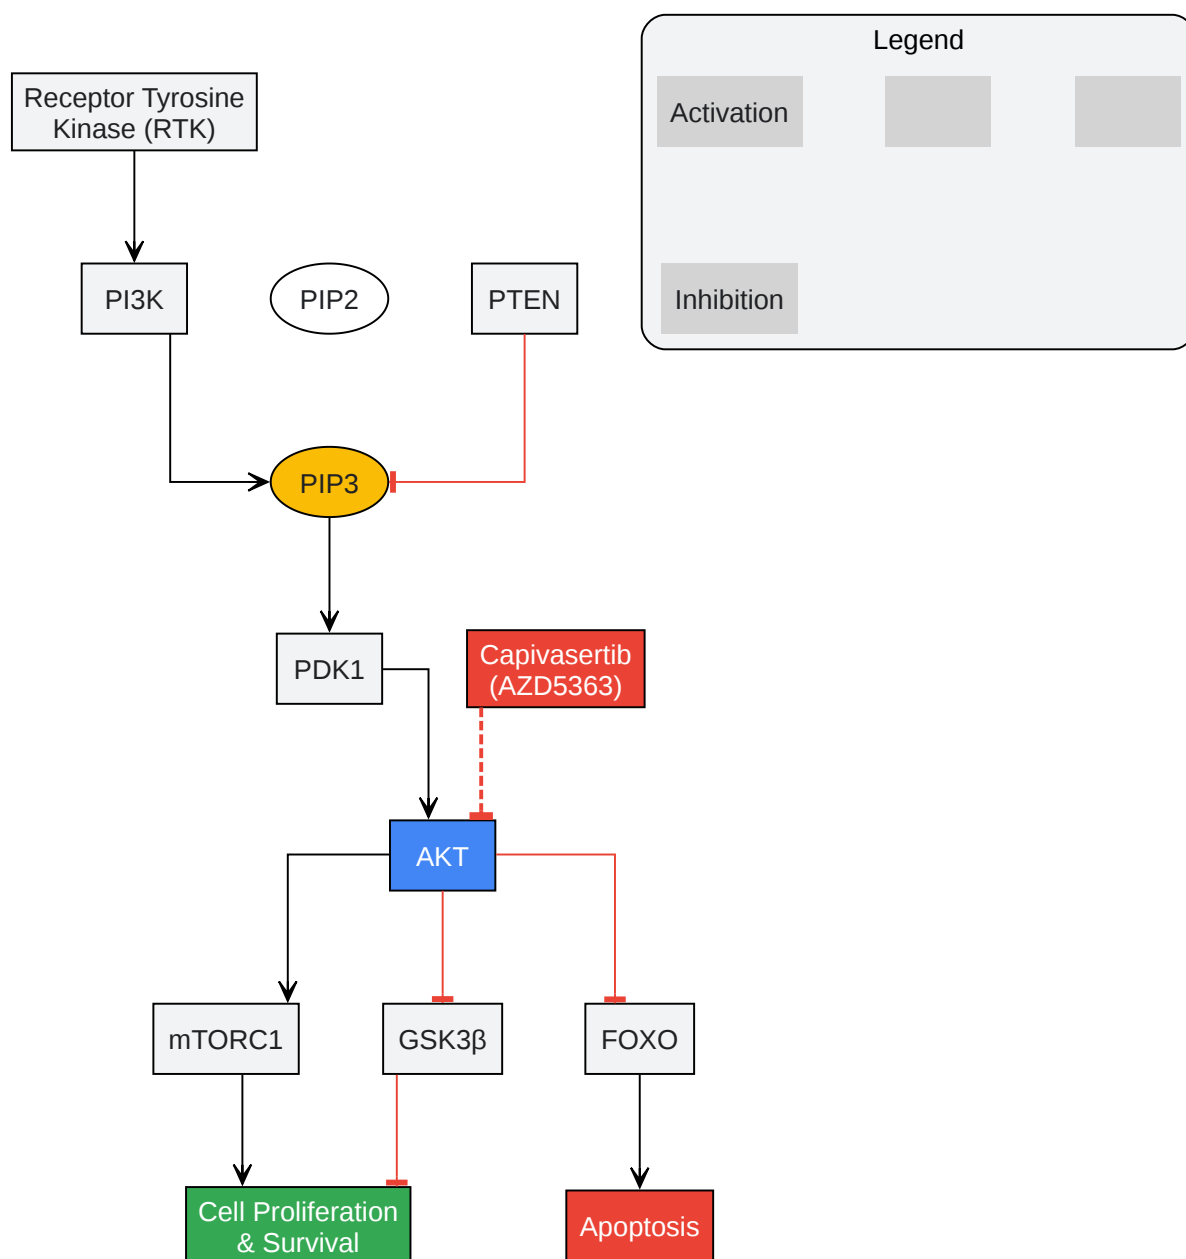 Legend
Receptor Tyrosine
Kinase (RTK)
Activation
PI3K
PIP2
PTEN
Inhibition
PIP3
PDK1
Capivasertib
(AZD5363)
AKT
mTORC1
GSK3β
FOXO
Cell Proliferation
& Survival
Apoptosis